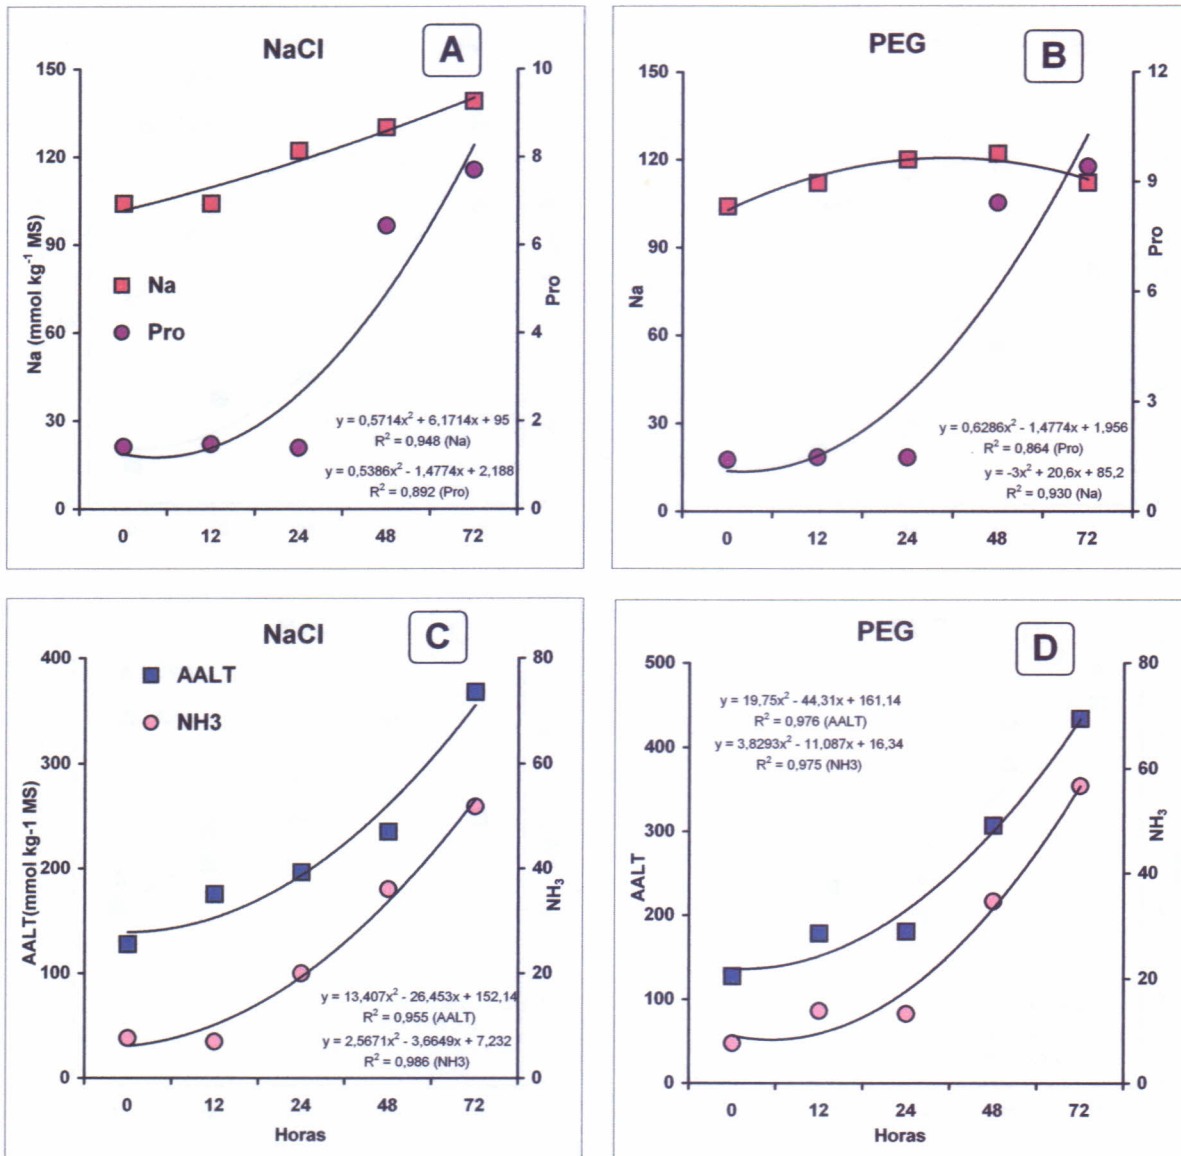 NaCl
A
150
120
90
60
30
0
Na (mmol kg-1 MS)
10
8
6
4
2
0
Pro
Na
Pro
y = 0,5714x2 + 6,1714x + 95
R2 = 0,948 (Na)
y = 0,5386x2 - 1,4774x + 2,188
R2 = 0,892 (Pro)
0 12 24 48 72
PEG
B
150
120
90
60
30
0
Na
12
9
6
3
0
Pro
y = 0,6286x2 - 1,4774x + 1,956
R2 = 0,864 (Pro)
y = -3x2 + 20,6x + 85,2
R2 = 0,930 (Na)
0 12 24 48 72
NaCl
C
400
300
200
100
0
AALT(mmol kg-1 MS)
80
60
40
20
0
NH3
AALT
NH3
y = 13,407x2 - 26,453x + 152,14
R2 = 0,955 (AALT)
y = 2,5671x2 - 3,6649x + 7,232
R2 = 0,986 (NH3)
0 12 24 48 72
Horas
PEG
D
500
400
300
200
100
0
AALT
80
60
40
20
0
NH3
y = 19,75x2 - 44,31x + 161,14
R2 = 0,976 (AALT)
y = 3,8293x2 - 11,087x + 16,34
R2 = 0,975 (NH3)
0 12 24 48 72
Horas